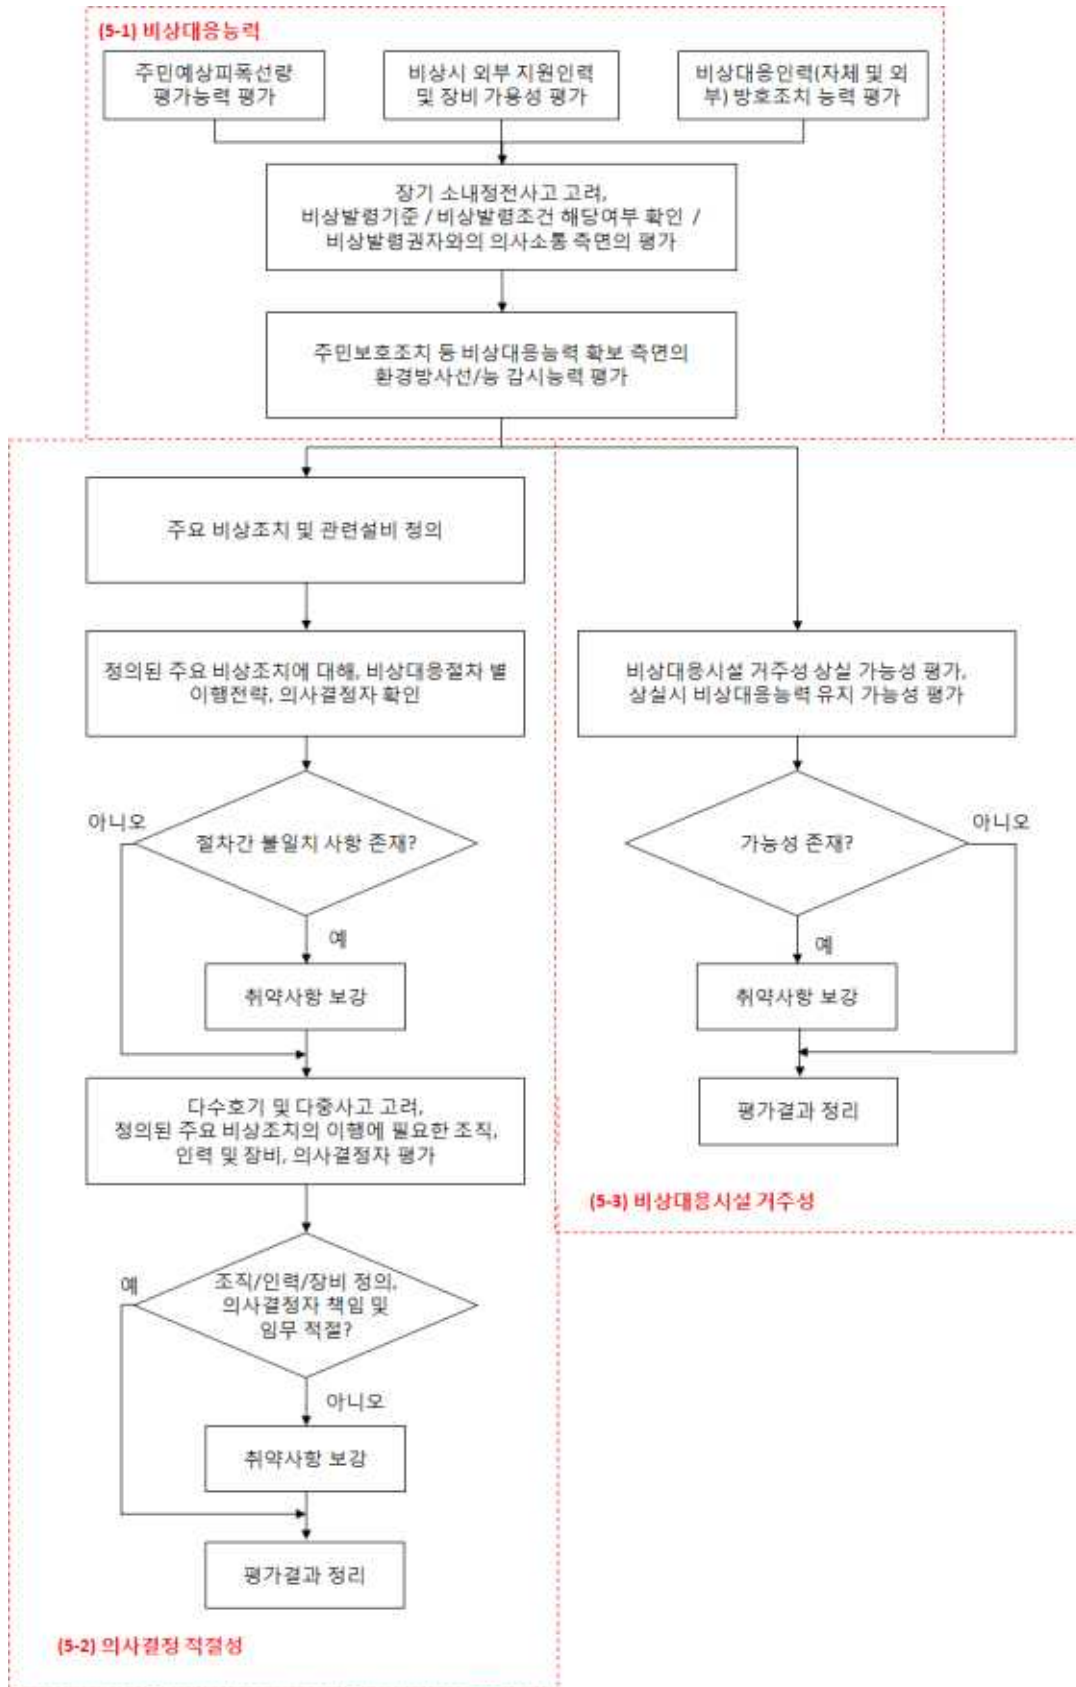 (5-1) 비상대응능력
주민예상피폭선량
평가능력 평가
비상시 외부 지원인력
및 장비 가용성 평가
비상대응인력(자체 및 외
부) 방호조치 능력 평가
장기 소내정전사고 고려,
비상발령기준 / 비상발령조건 해당여부 확인 /
비상발령권자와의 의사소통 측면의 평가
주민보호조치 등 비상대응능력 확보 측면의
환경방사선/능 감시능력 평가
주요 비상조치 및 관련설비 정의
정의된 주요 비상조치에 대해, 비상대응절차 별
이행전략, 의사결정자 확인
아니오
절차간 불일치 사항 존재?
예
취약사항 보강
다수호기 및 다중사고 고려,
정의된 주요 비상조치의 이행에 필요한 조직,
인력 및 장비, 의사결정자 평가
예
조직/인력/장비 정의,
의사결정자 책임 및
임무 적절?
아니오
취약사항 보강
평가결과 정리
(5-2) 의사결정 적절성
비상대응시설 거주성 상실 가능성 평가,
상실시 비상대응능력 유지 가능성 평가
가능성 존재?
아니오
예
취약사항 보강
평가결과 정리
(5-3) 비상대응시설 거주성